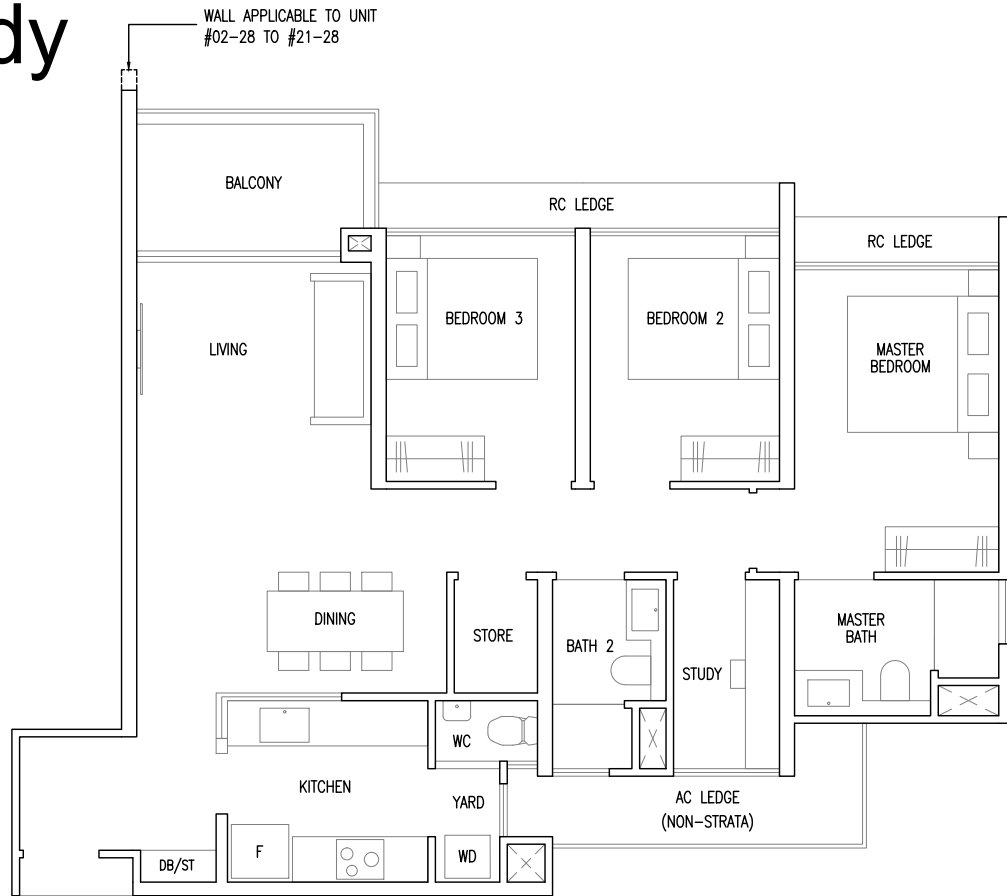 dy
WALL APPLICABLE TO UNIT
#02-28 TO #21-28
BALCONY
RC LEDGE
RC LEDGE
BEDROOM 3
BEDROOM 2
LIVING
MASTER
BEDROOM
DINING
STORE
BATH 2
STUDY
MASTER
BATH
WC
KITCHEN
YARD
AC LEDGE
(NON-STRATA)
F
WD
DB/ST